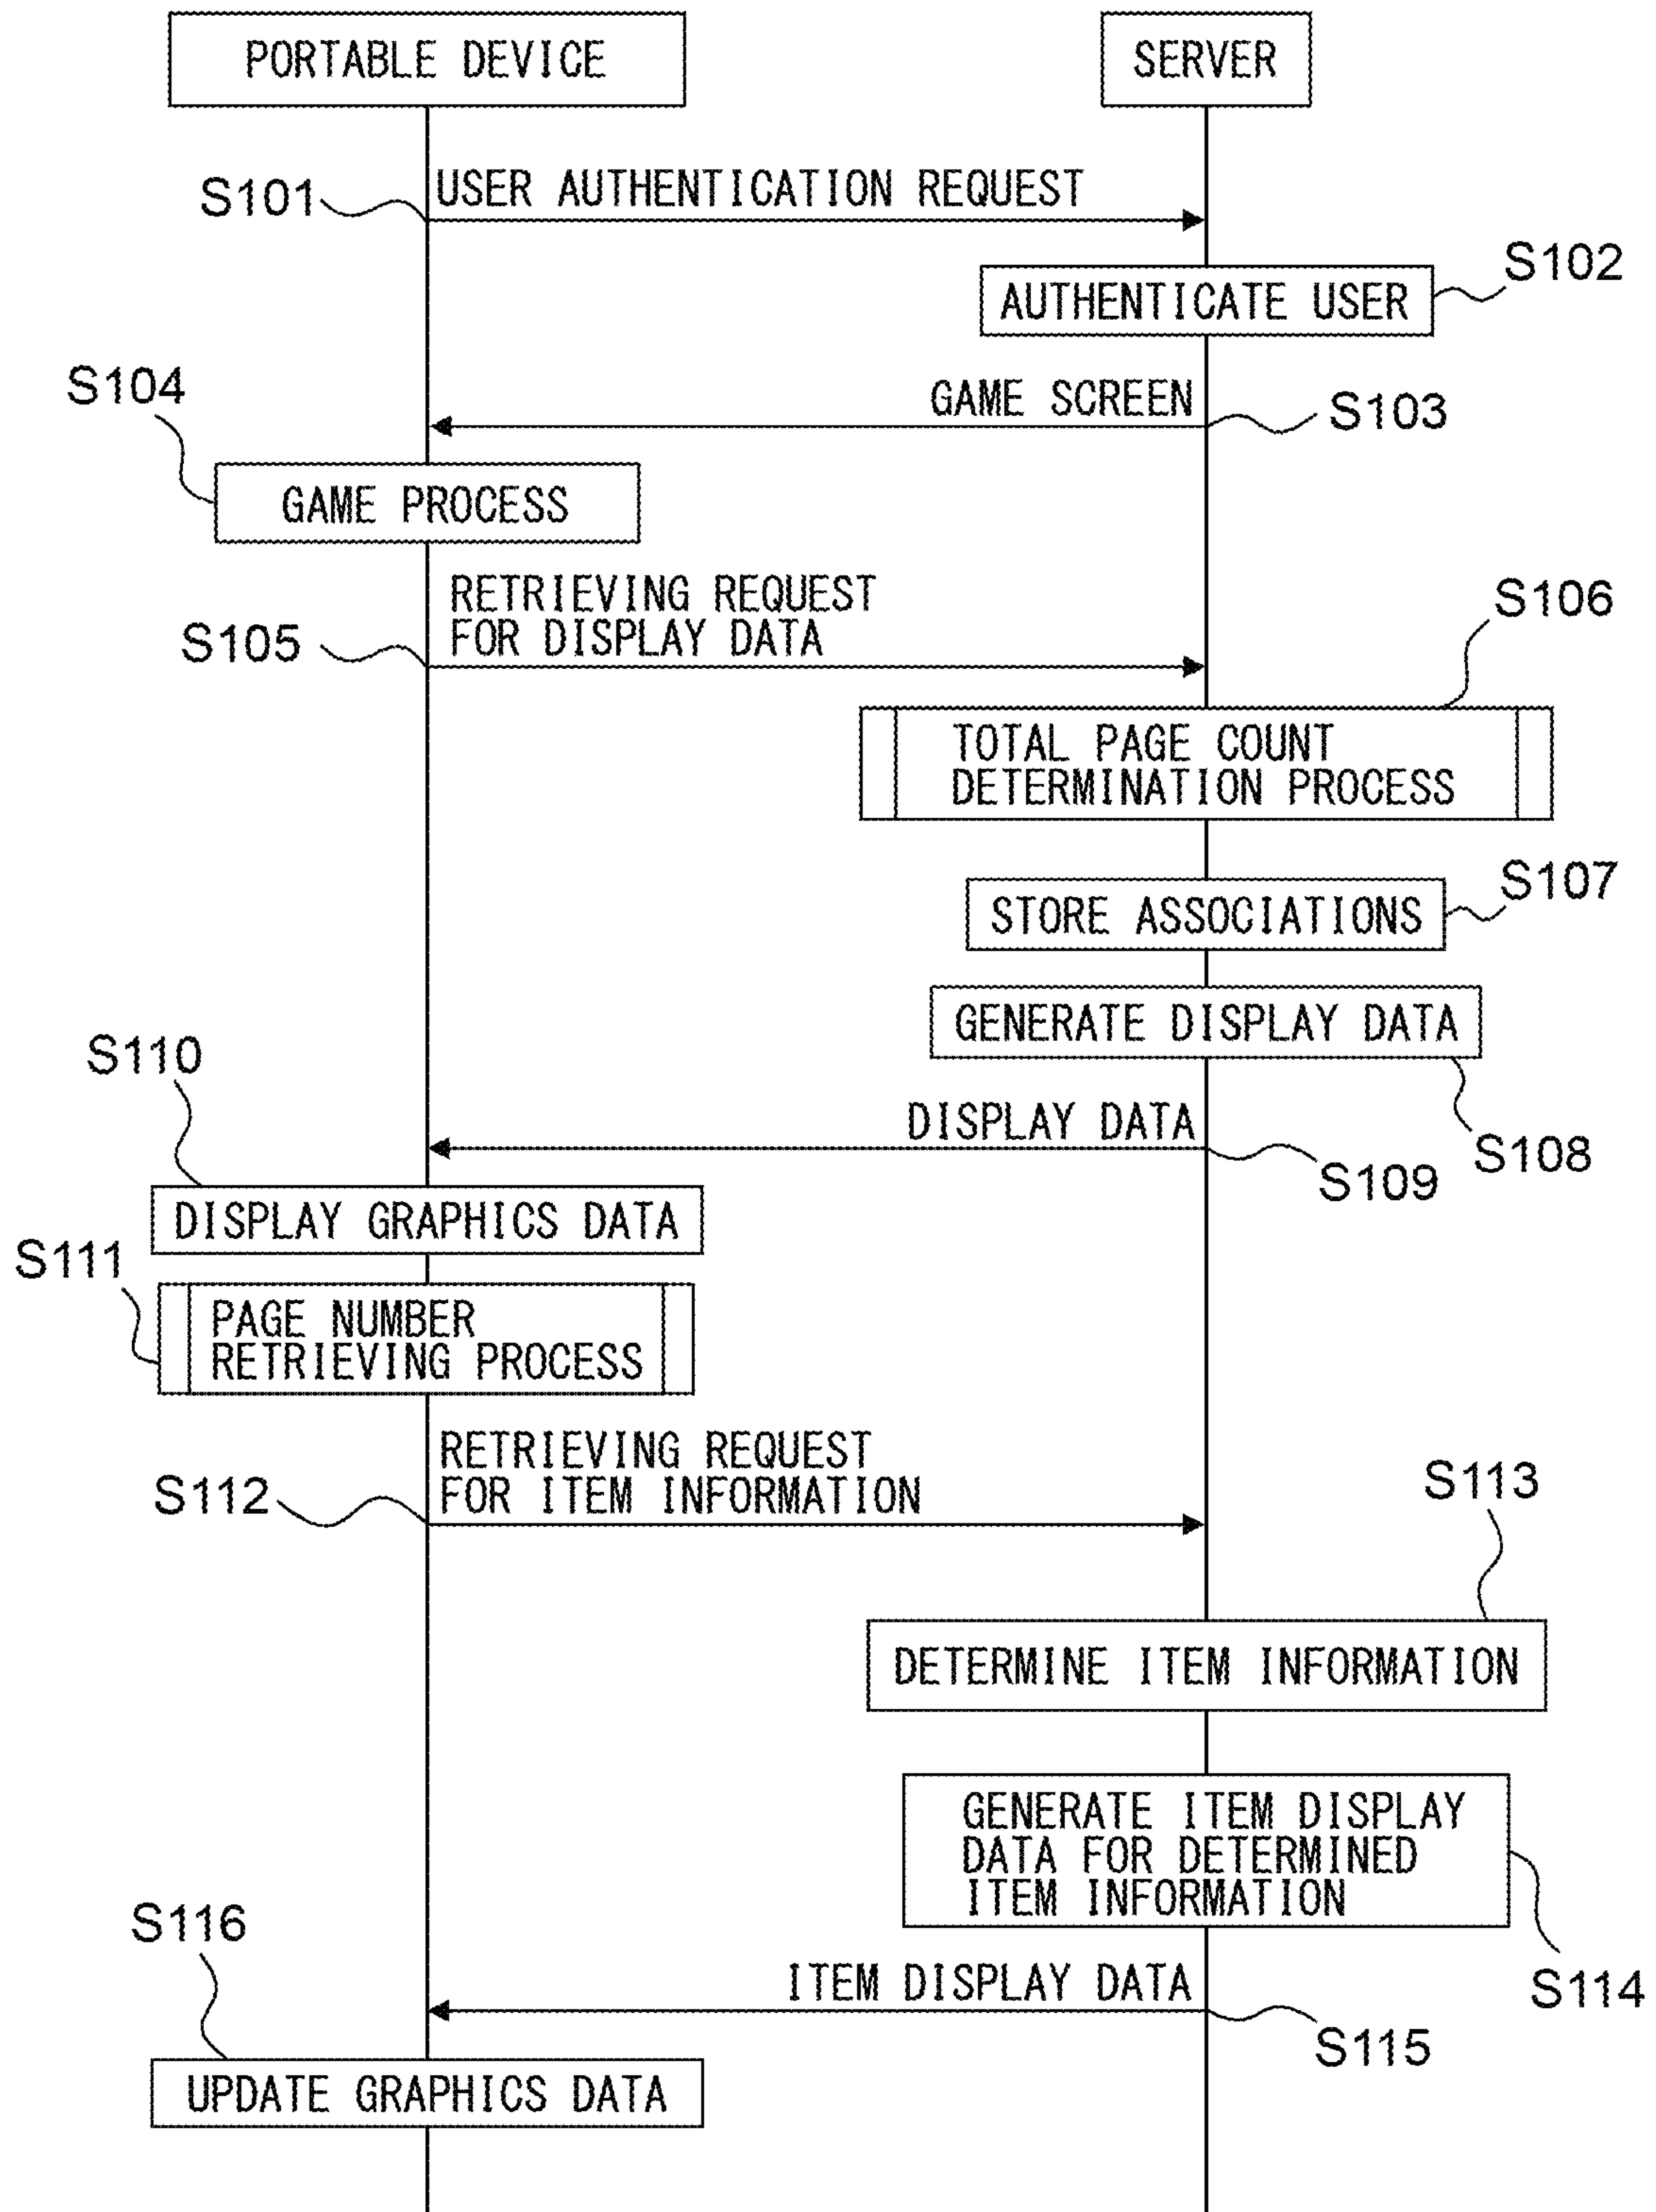 PORTABLE DEVICE
SERVER
S101
USER AUTHENTICATION REQUEST
S102
AUTHENTICATE USER
S104
GAME SCREEN
S103
GAME PROCESS
RETRIEVING REQUEST
FOR DISPLAY DATA
S105
S106
TOTAL PAGE COUNT
DETERMINATION PROCESS
S107
STORE ASSOCIATIONS
GENERATE DISPLAY DATA
S110
DISPLAY DATA
S108
S109
DISPLAY GRAPHICS DATA
S111
PAGE NUMBER
RETRIEVING PROCESS
RETRIEVING REQUEST
FOR ITEM INFORMATION
S112
S113
DETERMINE ITEM INFORMATION
GENERATE ITEM DISPLAY
DATA FOR DETERMINED
ITEM INFORMATION
S116
ITEM DISPLAY DATA
S114
S115
UPDATE GRAPHICS DATA